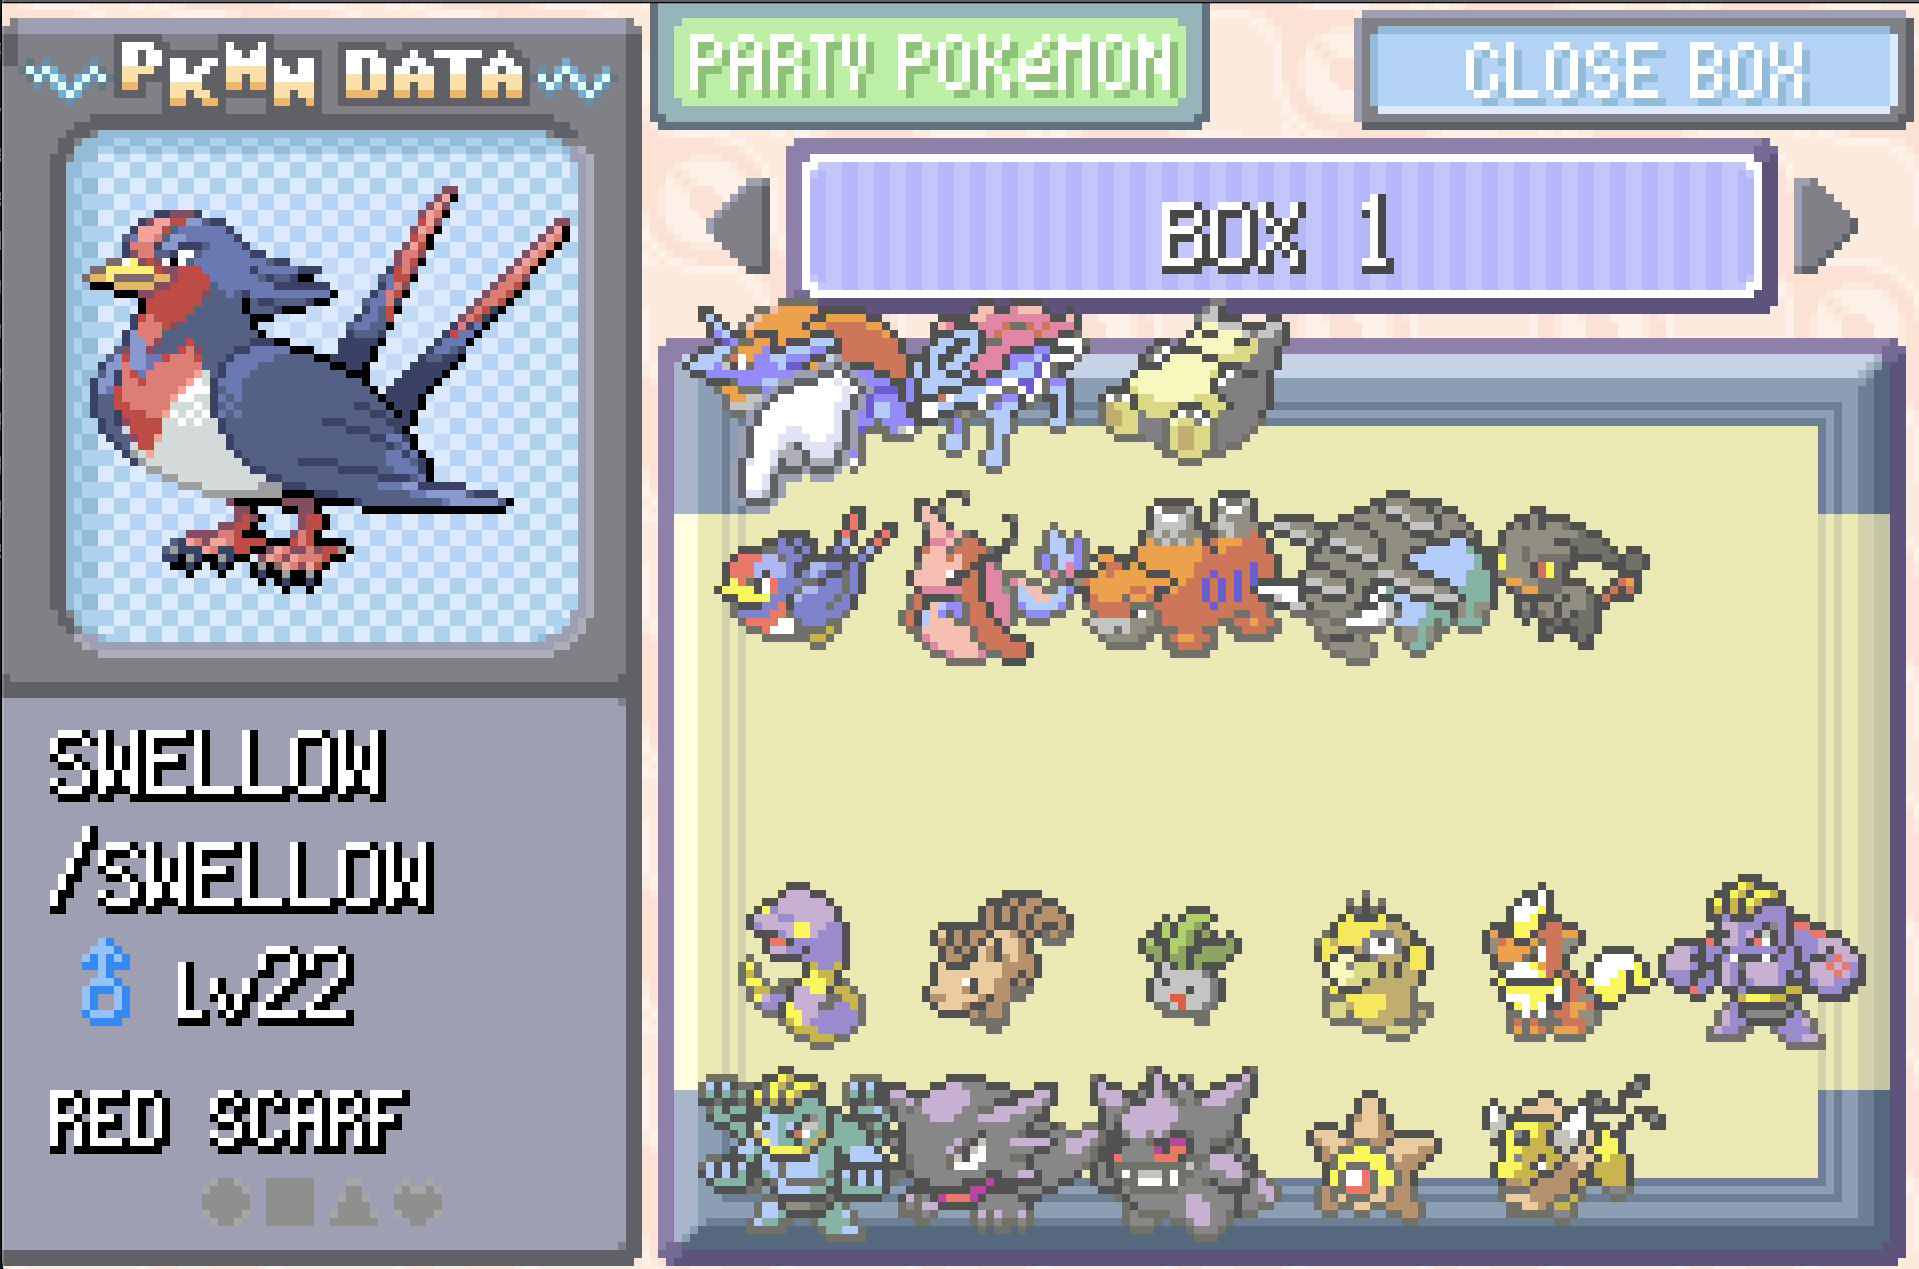 PKMN DATA
PARTY POKéMON
CLOSE BOX
BOX 1
SWELLOW
/SWELLOW
♂ Lv22
RED SCARF